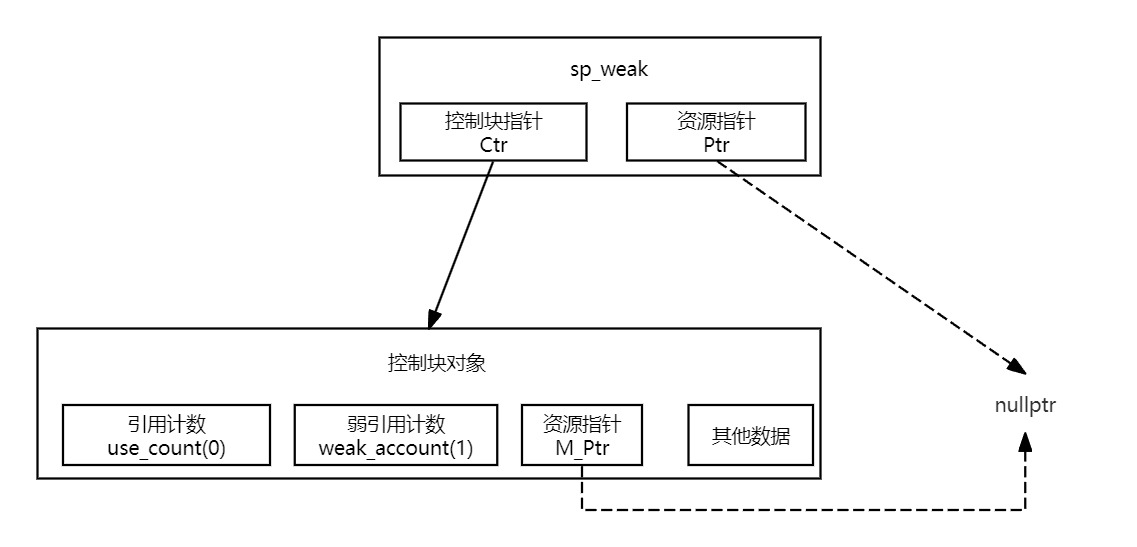 sp_weak
控制块指针
Ctr
资源指针
Ptr
控制块对象
引用计数
use_count(0)
弱引用计数
weak_account(1)
资源指针
M_Ptr
其他数据
nullptr